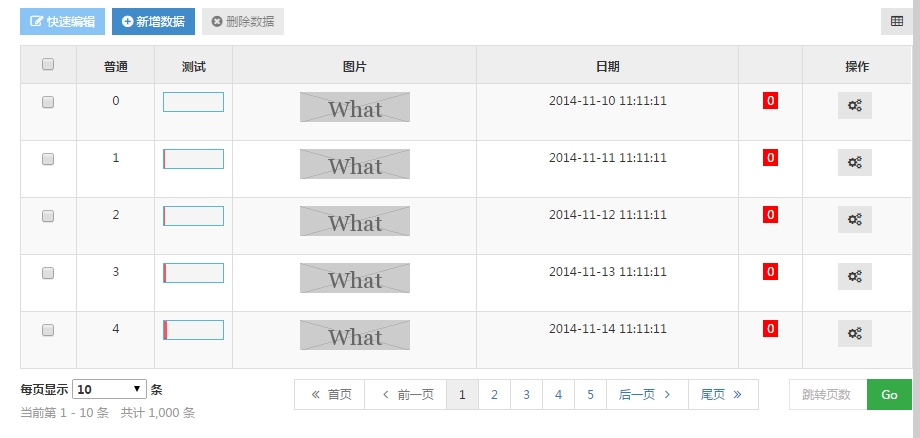 快速编辑 新增数据 删除数据
普通 测试 图片 日期 操作
0 What 2014-11-10 11:11:11 0
1 What 2014-11-11 11:11:11 0
2 What 2014-11-12 11:11:11 0
3 What 2014-11-13 11:11:11 0
4 What 2014-11-14 11:11:11 0
每页显示 10 条 « 首页 ‹ 前一页 1 2 3 4 5 后一页 › 尾页 » 跳转页数 Go
当前第 1 - 10 条 共计 1,000 条